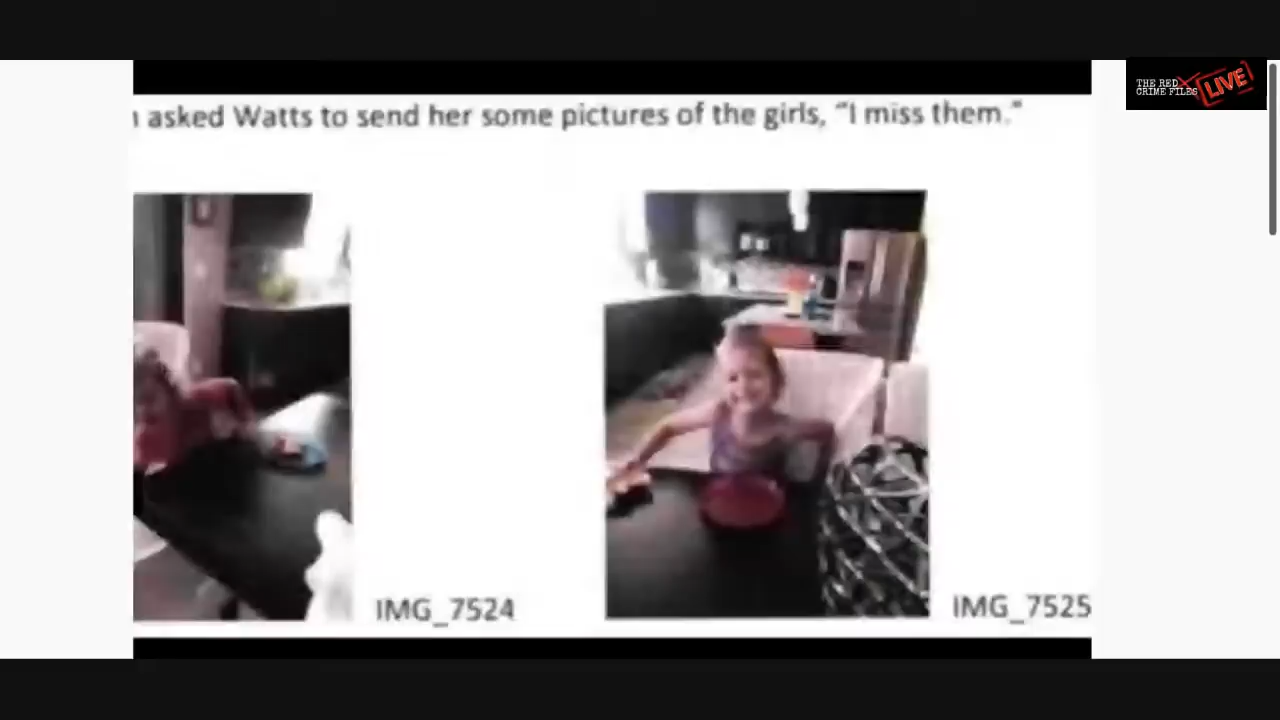 asked Watts to send her some pictures of the girls, “I miss them.”
THE RED
CRIME FILES
LIVE
IMG_7524
IMG_7525